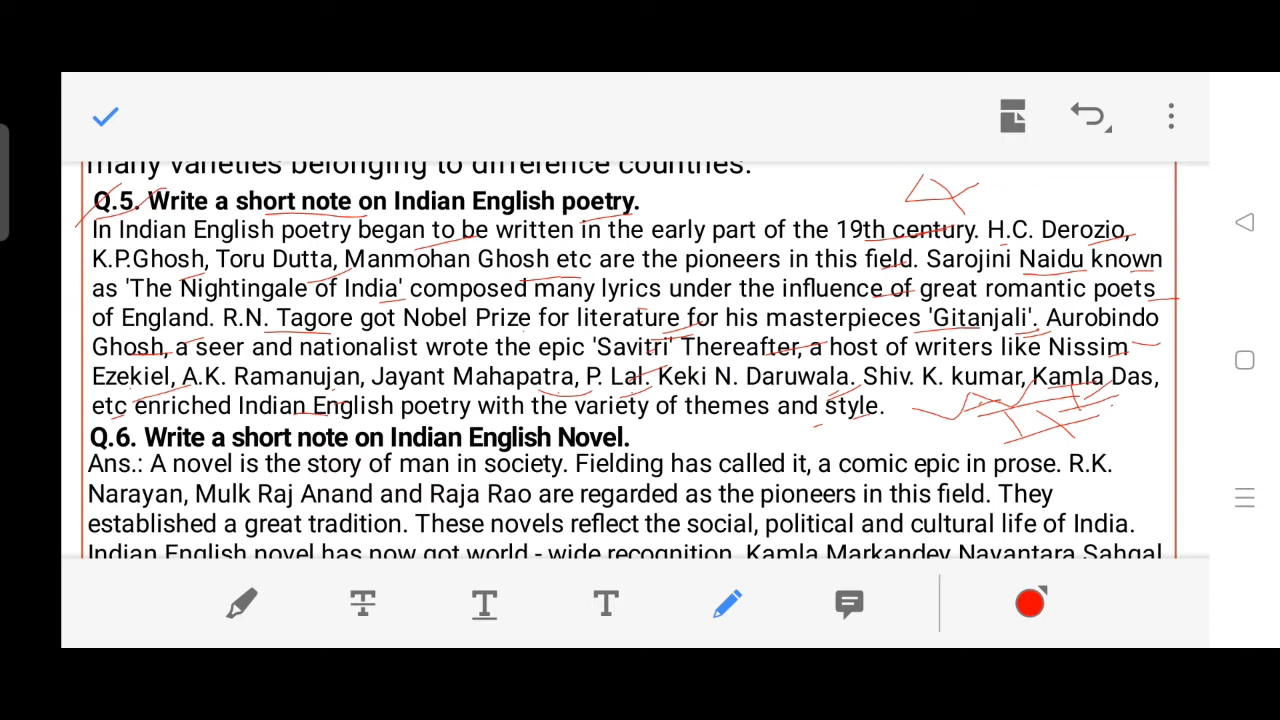 many varieties belonging to difference countries.
Q.5. Write a short note on Indian English poetry.
In Indian English poetry began to be written in the early part of the 19th century. H.C. Derozio,
K.P.Ghosh, Toru Dutta, Manmohan Ghosh etc are the pioneers in this field. Sarojini Naidu known
as 'The Nightingale of India' composed many lyrics under the influence of great romantic poets
of England. R.N. Tagore got Nobel Prize for literature for his masterpieces 'Gitanjali'. Aurobindo
Ghosh, a seer and nationalist wrote the epic 'Savitri' Thereafter, a host of writers like Nissim
Ezekiel, A.K. Ramanujan, Jayant Mahapatra, P. Lal. Keki N. Daruwala. Shiv. K. kumar, Kamla Das,
etc enriched Indian English poetry with the variety of themes and style.
Q.6. Write a short note on Indian English Novel.
Ans.: A novel is the story of man in society. Fielding has called it, a comic epic in prose. R.K.
Narayan, Mulk Raj Anand and Raja Rao are regarded as the pioneers in this field. They
established a great tradition. These novels reflect the social, political and cultural life of India.
Indian English novel has now got world - wide recognition. Kamla Markandey Nayantara Sahgal